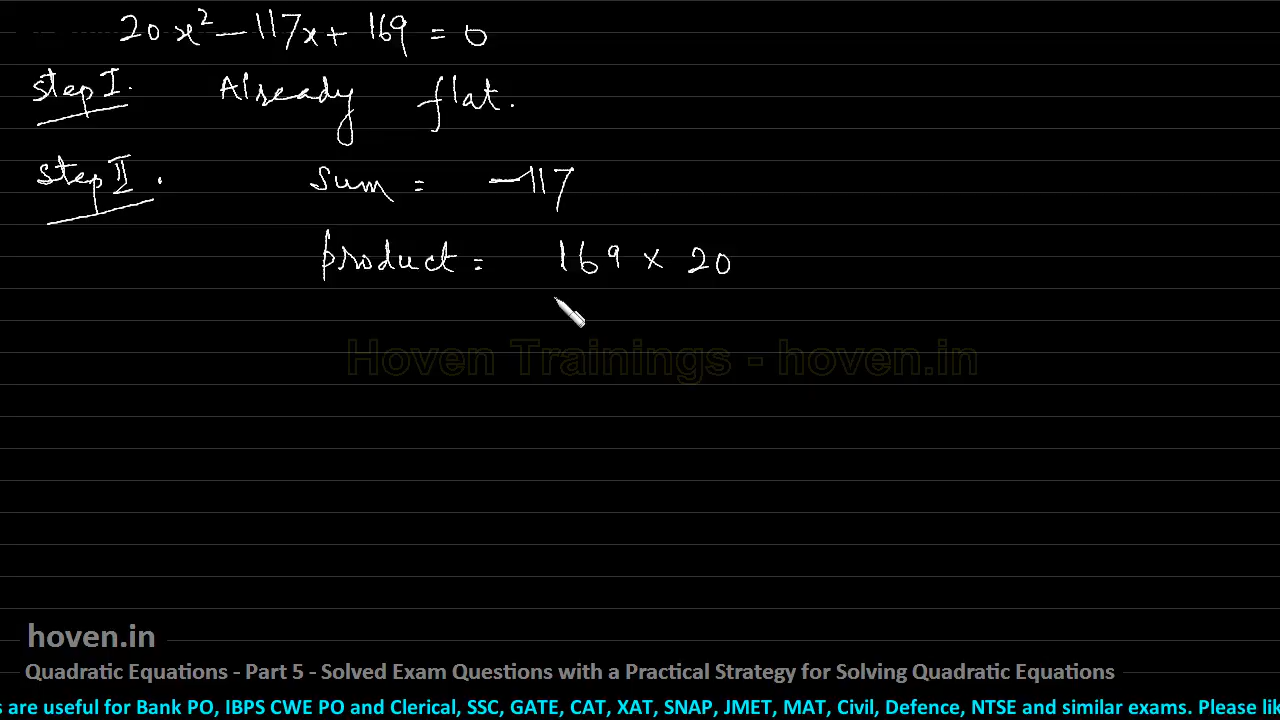 20x² - 117x + 169 = 0
step I. Already flat.
step II. Sum = -117
product = 169 x 20
Hoven Trainings - hoven.in
hoven.in
Quadratic Equations - Part 5 - Solved Exam Questions with a Practical Strategy for Solving Quadratic Equations
s are useful for Bank PO, IBPS CWE PO and Clerical, SSC, GATE, CAT, XAT, SNAP, JMET, MAT, Civil, Defence, NTSE and similar exams. Please lik